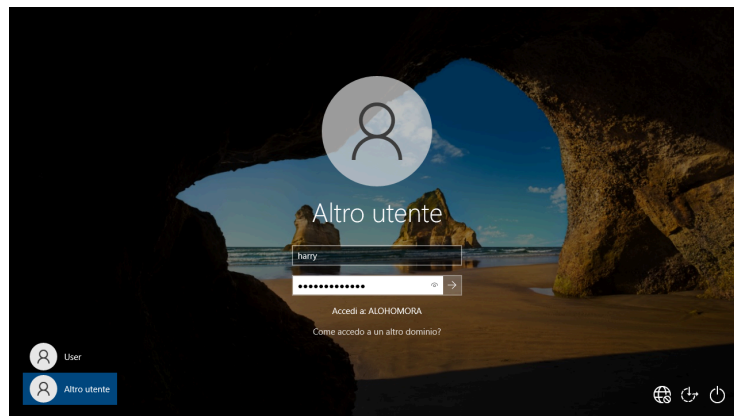 Altro utente
harry
•••••••••••••
Accedi a: ALOHOMORA
Come accedo a un altro dominio?
User
Altro utente